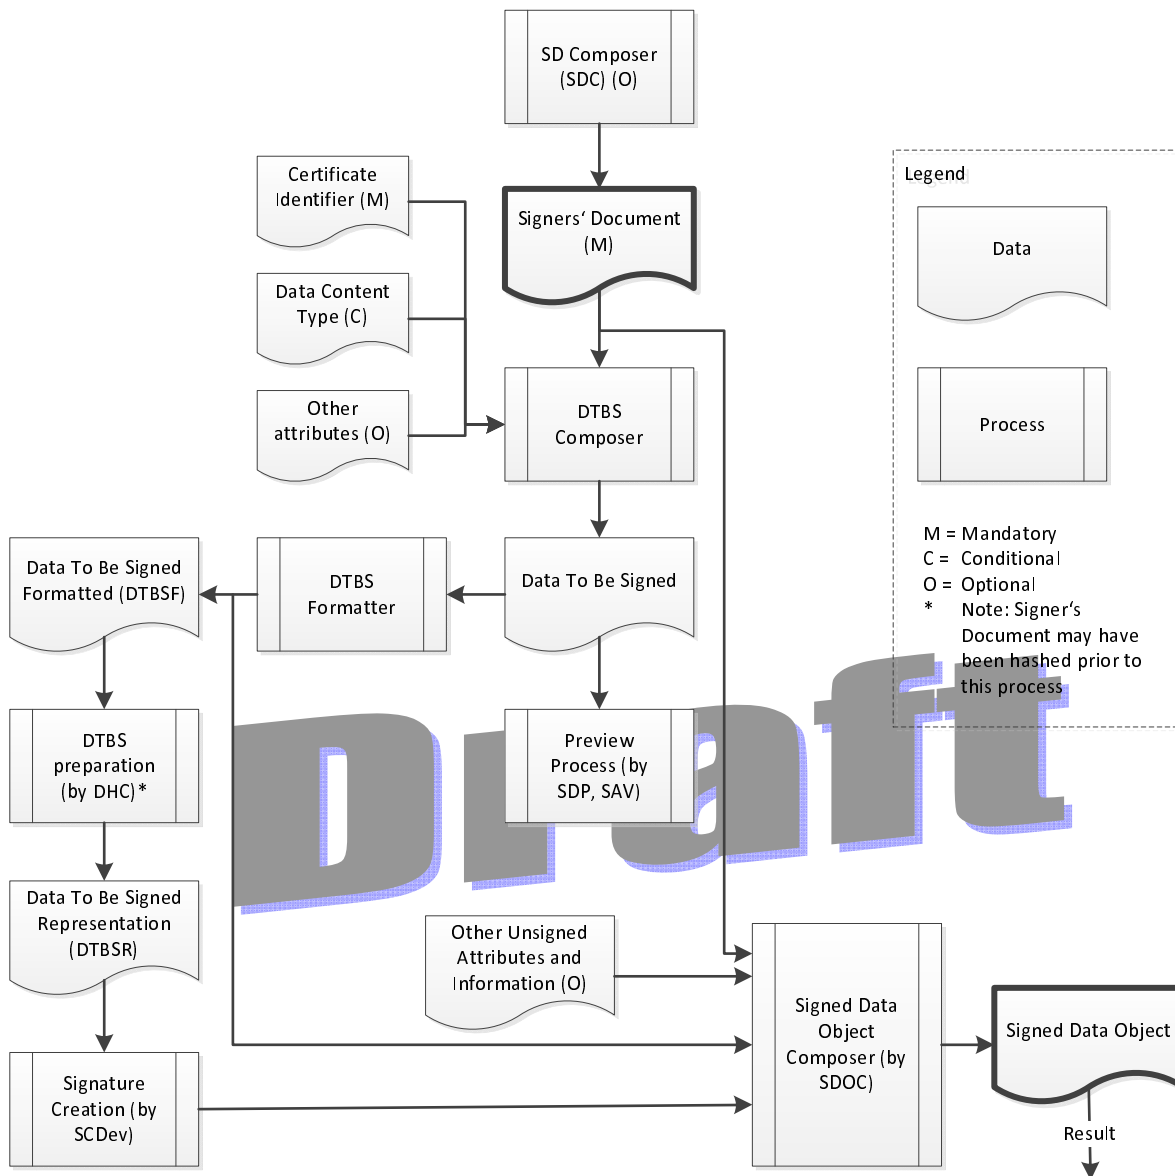 SD Composer
(SDC) (O)
Certificate
Identifier (M)
Signers‘ Document
(M)
Data Content
Type (C)
Other
attributes (O)
DTBS
Composer
Data To Be Signed
Formatted (DTBSF)
DTBS
Formatter
Data To Be Signed
DTBS
preparation
(by DHC)*
Preview
Process (by
SDP, SAV)
Data To Be Signed
Representation
(DTBSR)
Other Unsigned
Attributes and
Information (O)
Signed Data
Object
Composer (by
SDOC)
Signed Data Object
Signature
Creation (by
SCDev)
Result
Legend
Data
Process
M = Mandatory
C = Conditional
O = Optional
* Note: Signer‘s
Document may have
been hashed prior to
this process
Draft